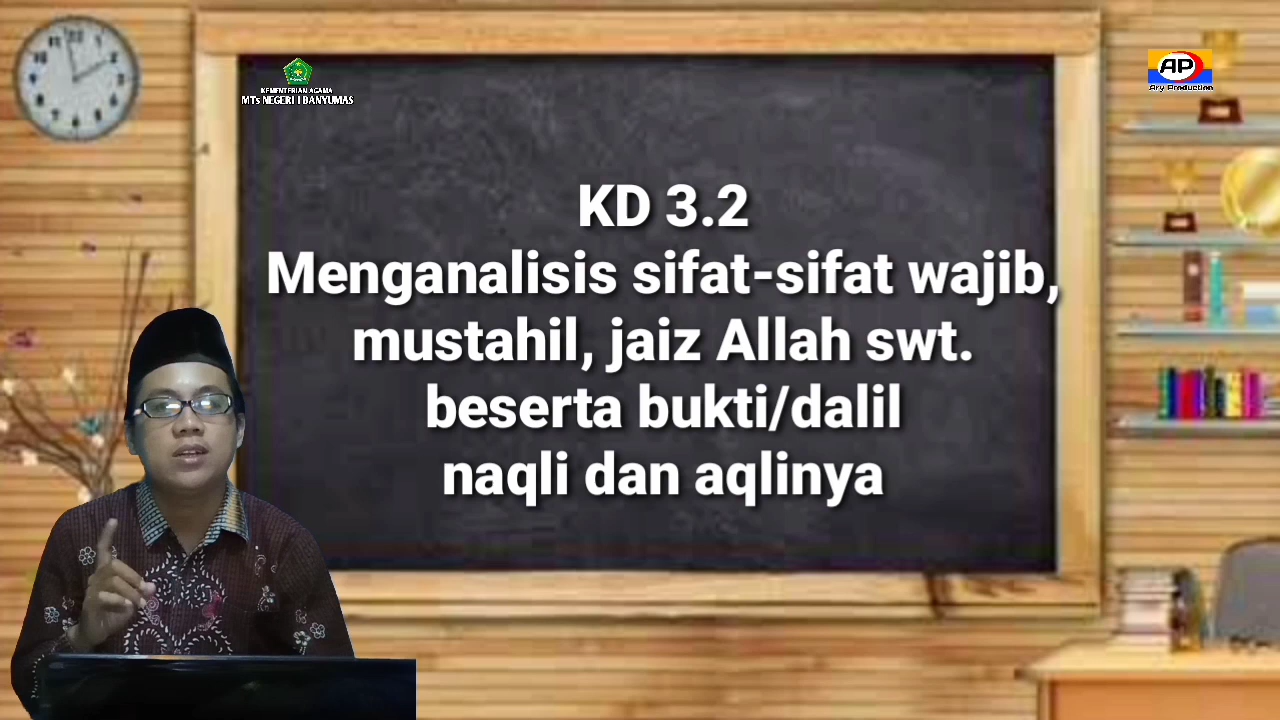 KEMENTERIAN AGAMA
MTs NEGERI 1 BANYUMAS
AP
Ary Production
KD 3.2
Menganalisis sifat-sifat wajib,
mustahil, jaiz Allah swt.
beserta bukti/dalil
naqli dan aqlinya